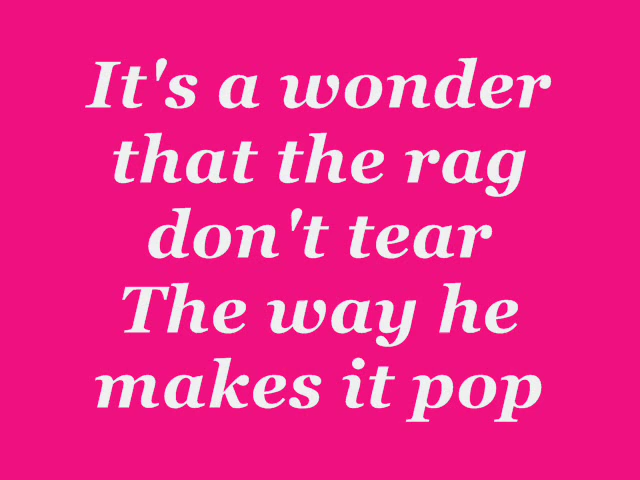 It's a wonder
that the rag
don't tear
The way he
makes it pop